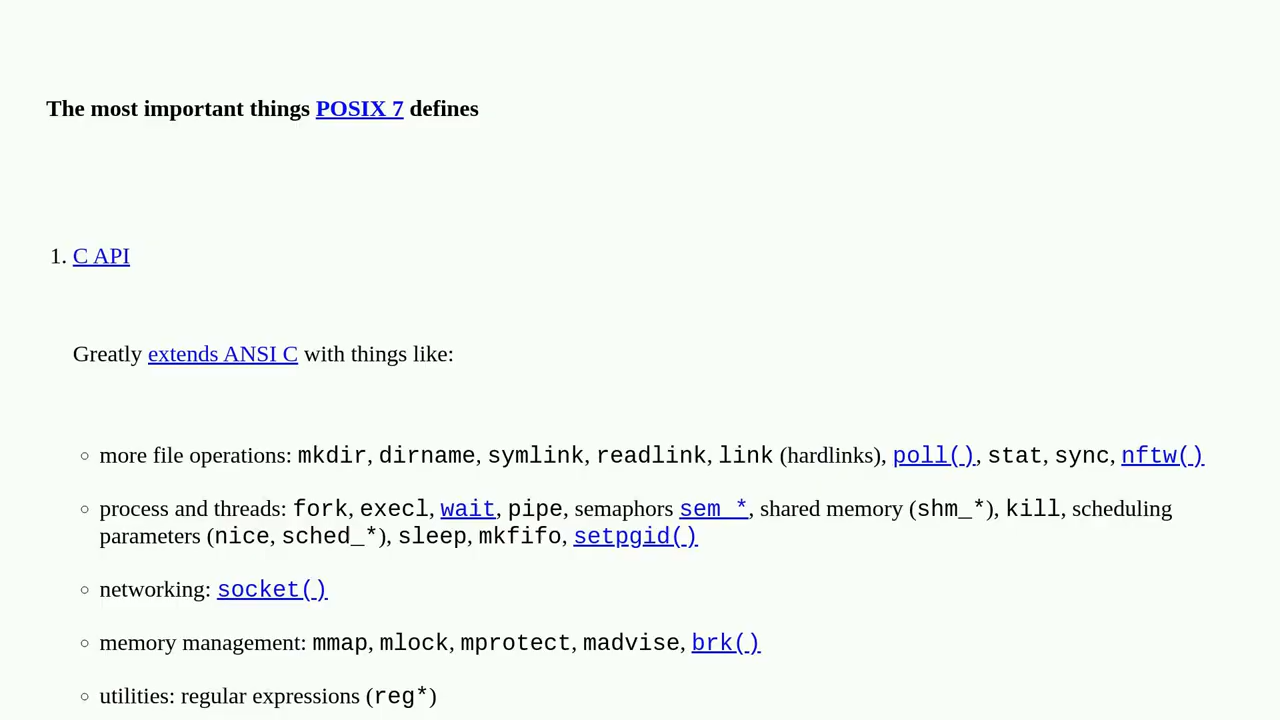 The most important things POSIX 7 defines
1. C API
Greatly extends ANSI C with things like:
◦ more file operations: mkdir, dirname, symlink, readlink, link (hardlinks), poll(), stat, sync, nftw()
◦ process and threads: fork, execl, wait, pipe, semaphors sem_*, shared memory (shm_*), kill, scheduling
parameters (nice, sched_*), sleep, mkfifo, setpgid()
◦ networking: socket()
◦ memory management: mmap, mlock, mprotect, madvise, brk()
◦ utilities: regular expressions (reg*)